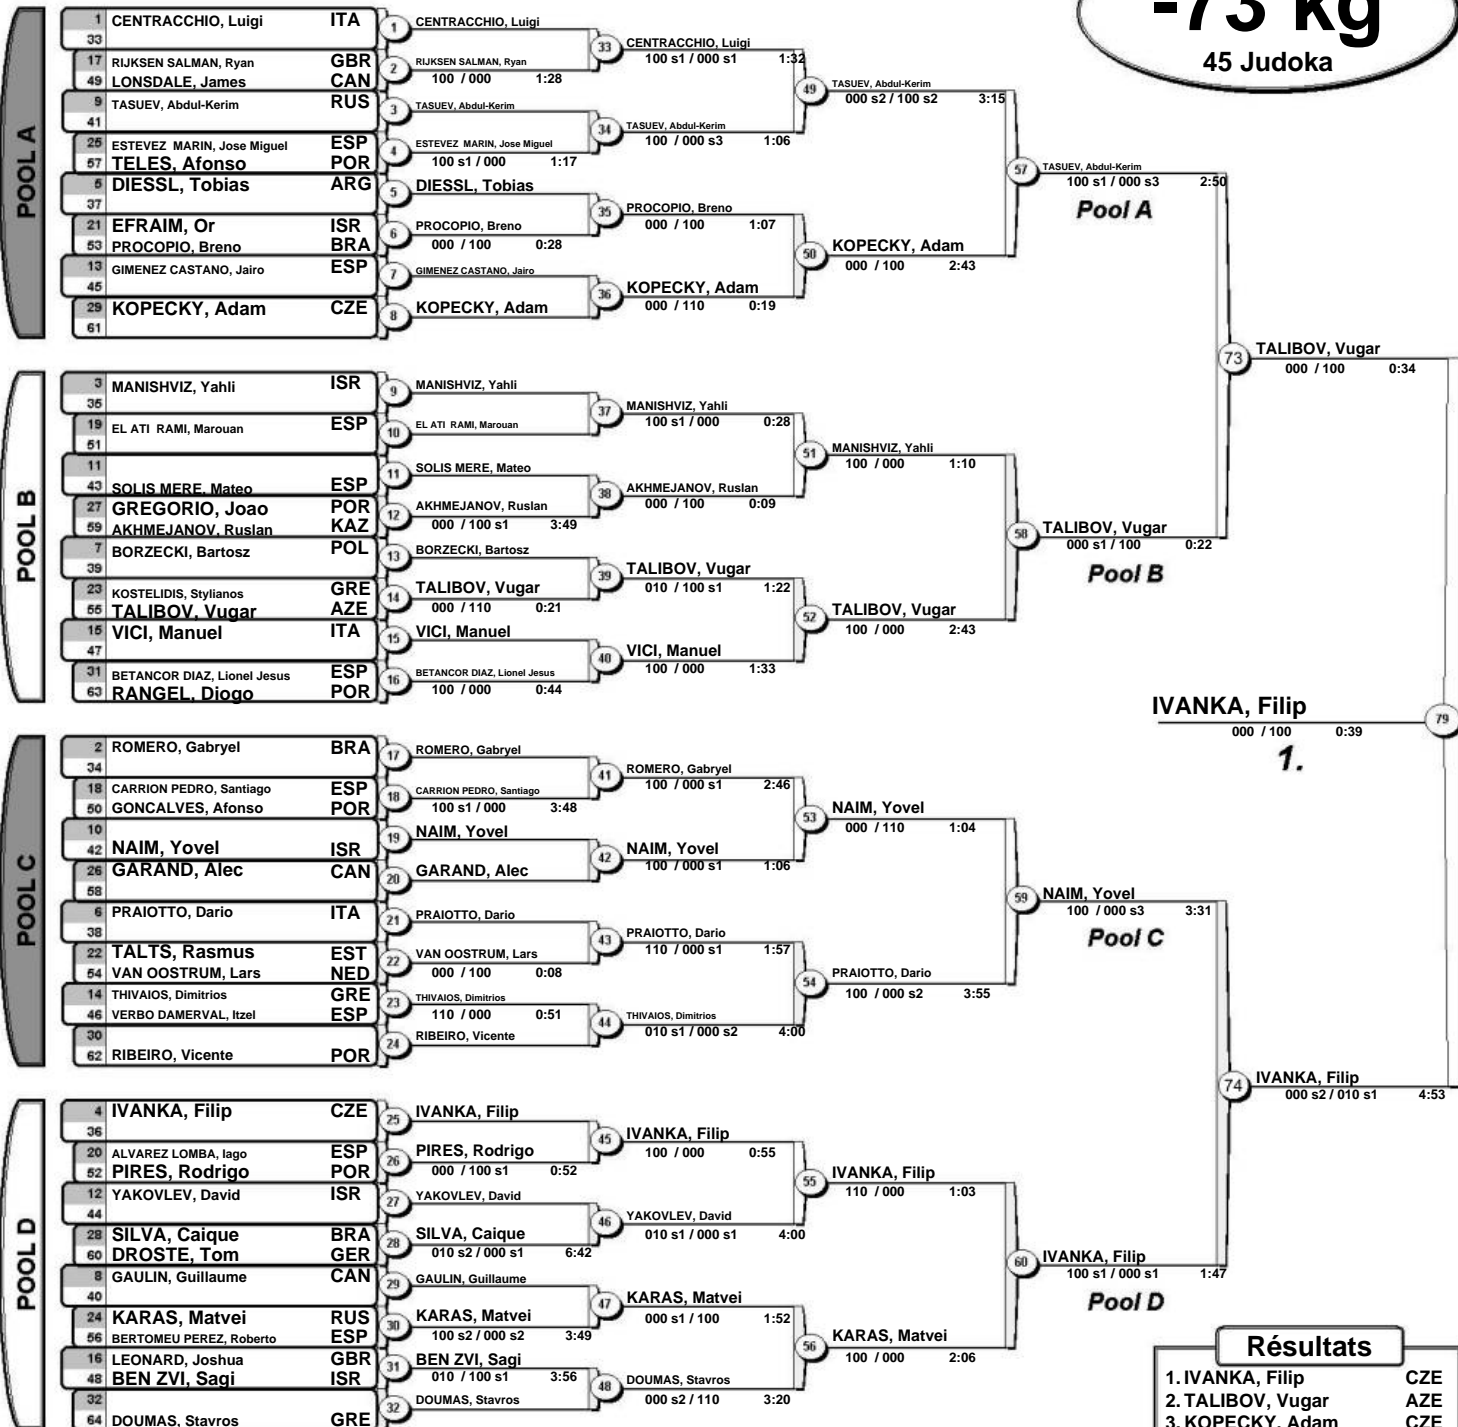 -73 kg
45 Judoka
POOL A
1 CENTRACCHIO, Luigi ITA
33
17 RIJKSEN SALMAN, Ryan GBR
49 LONSDALE, James CAN
9 TASUEV, Abdul-Kerim RUS
41
25 ESTEVEZ MARIN, Jose Miguel ESP
57 TELES, Afonso POR
5 DIESSL, Tobias ARG
37
21 EFRAIM, Or ISR
53 PROCOPIO, Breno BRA
13 GIMENEZ CASTANO, Jairo ESP
45
29 KOPECKY, Adam CZE
61
1 CENTRACCHIO, Luigi
2 RIJKSEN SALMAN, Ryan
100 / 000 1:28
3 TASUEV, Abdul-Kerim
4 ESTEVEZ MARIN, Jose Miguel
100 s1 / 000 1:17
5 DIESSL, Tobias
6 PROCOPIO, Breno
000 / 100 0:28
7 GIMENEZ CASTANO, Jairo
8 KOPECKY, Adam
33 CENTRACCHIO, Luigi
100 s1 / 000 s1 1:32
34 TASUEV, Abdul-Kerim
100 / 000 s3 1:06
35 PROCOPIO, Breno
000 / 100 1:07
36 KOPECKY, Adam
000 / 110 0:19
49 TASUEV, Abdul-Kerim
000 s2 / 100 s2 3:15
50 KOPECKY, Adam
000 / 100 2:43
57 TASUEV, Abdul-Kerim
100 s1 / 000 s3 2:50
Pool A
POOL B
3 MANISHVIZ, Yahli ISR
35
19 EL ATI RAMI, Marouan ESP
51
11
43 SOLIS MERE, Mateo ESP
27 GREGORIO, Joao POR
59 AKHMEJANOV, Ruslan KAZ
7 BORZECKI, Bartosz POL
39
23 KOSTELIDIS, Stylianos GRE
55 TALIBOV, Vugar AZE
15 VICI, Manuel ITA
47
31 BETANCOR DIAZ, Lionel Jesus ESP
63 RANGEL, Diogo POR
9 MANISHVIZ, Yahli
10 EL ATI RAMI, Marouan
11 SOLIS MERE, Mateo
12 AKHMEJANOV, Ruslan
000 / 100 s1 3:49
13 BORZECKI, Bartosz
14 TALIBOV, Vugar
000 / 110 0:21
15 VICI, Manuel
16 BETANCOR DIAZ, Lionel Jesus
100 / 000 0:44
37 MANISHVIZ, Yahli
100 s1 / 000 0:28
38 AKHMEJANOV, Ruslan
000 / 100 0:09
39 TALIBOV, Vugar
010 / 100 s1 1:22
40 VICI, Manuel
100 / 000 1:33
51 MANISHVIZ, Yahli
100 / 000 1:10
52 TALIBOV, Vugar
100 / 000 2:43
58 TALIBOV, Vugar
000 s1 / 100 0:22
Pool B
73 TALIBOV, Vugar
000 / 100 0:34
IVANKA, Filip 79
000 / 100 0:39
1.
POOL C
2 ROMERO, Gabryel BRA
34
18 CARRION PEDRO, Santiago ESP
50 GONCALVES, Afonso POR
10
42 NAIM, Yovel ISR
26 GARAND, Alec CAN
58
6 PRAIOTTO, Dario ITA
38
22 TALTS, Rasmus EST
54 VAN OOSTRUM, Lars NED
14 THIVAIOS, Dimitrios GRE
46 VERBO DAMERVAL, Itzel ESP
30
62 RIBEIRO, Vicente POR
17 ROMERO, Gabryel
18 CARRION PEDRO, Santiago
100 s1 / 000 3:48
19 NAIM, Yovel
20 GARAND, Alec
21 PRAIOTTO, Dario
22 VAN OOSTRUM, Lars
000 / 100 0:08
23 THIVAIOS, Dimitrios
110 / 000 0:51
24 RIBEIRO, Vicente
41 ROMERO, Gabryel
100 / 000 s1 2:46
42 NAIM, Yovel
100 / 000 s1 1:06
43 PRAIOTTO, Dario
110 / 000 s1 1:57
44 THIVAIOS, Dimitrios
010 s1 / 000 s2 4:00
53 NAIM, Yovel
000 / 110 1:04
54 PRAIOTTO, Dario
100 / 000 s2 3:55
59 NAIM, Yovel
100 / 000 s3 3:31
Pool C
POOL D
4 IVANKA, Filip CZE
36
20 ALVAREZ LOMBA, Iago ESP
52 PIRES, Rodrigo POR
12 YAKOVLEV, David ISR
44
28 SILVA, Caique BRA
60 DROSTE, Tom GER
8 GAULIN, Guillaume CAN
40
24 KARAS, Matvei RUS
56 BERTOMEU PEREZ, Roberto ESP
16 LEONARD, Joshua GBR
48 BEN ZVI, Sagi ISR
32
64 DOUMAS, Stavros GRE
25 IVANKA, Filip
26 PIRES, Rodrigo
000 / 100 s1 0:52
27 YAKOVLEV, David
28 SILVA, Caique
010 s2 / 000 s1 6:42
29 GAULIN, Guillaume
30 KARAS, Matvei
100 s2 / 000 s2 3:49
31 BEN ZVI, Sagi
010 / 100 s1 3:56
32 DOUMAS, Stavros
45 IVANKA, Filip
100 / 000 0:55
46 YAKOVLEV, David
010 s1 / 000 s1 4:00
47 KARAS, Matvei
000 s1 / 100 1:52
48 DOUMAS, Stavros
000 s2 / 110 3:20
55 IVANKA, Filip
110 / 000 1:03
56 KARAS, Matvei
100 / 000 2:06
60 IVANKA, Filip
100 s1 / 000 s1 1:47
Pool D
74 IVANKA, Filip
000 s2 / 010 s1 4:53
Résultats
1. IVANKA, Filip CZE
2. TALIBOV, Vugar AZE
3. KOPECKY, Adam CZE